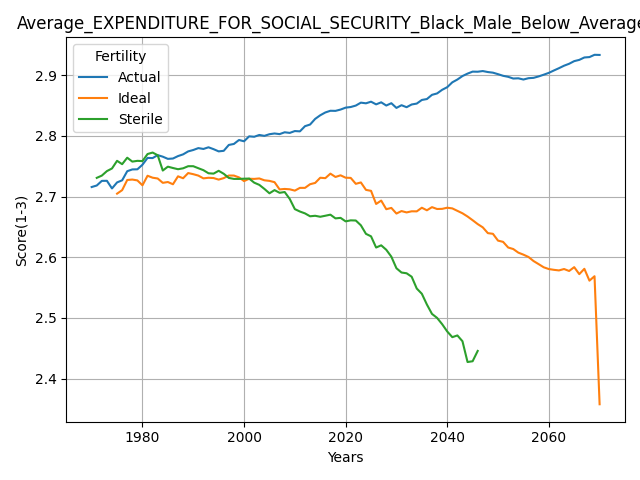 Average_EXPENDITURE_FOR_SOCIAL_SECURITY_Black_Male_Below_Average
Fertility
Actual
Ideal
Sterile
Score(1-3)
2.9
2.8
2.7
2.6
2.5
2.4
1980 2000 2020 2040 2060
Years